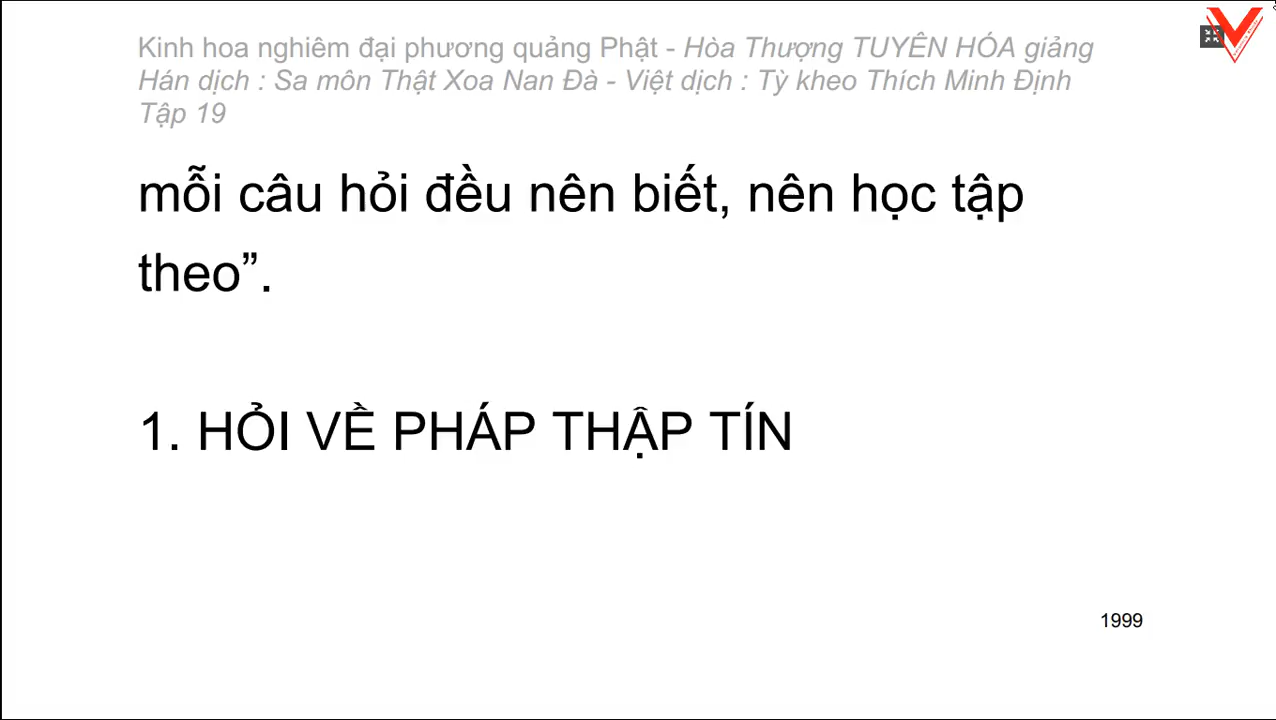 Kinh hoa nghiêm đại phương quảng Phật - Hòa Thượng TUYÊN HÓA giảng
Hán dịch : Sa môn Thật Xoa Nan Đà - Việt dịch : Tỳ kheo Thích Minh Định
Tập 19
mỗi câu hỏi đều nên biết, nên học tập
theo”.
1. HỎI VỀ PHÁP THẬP TÍN
1999